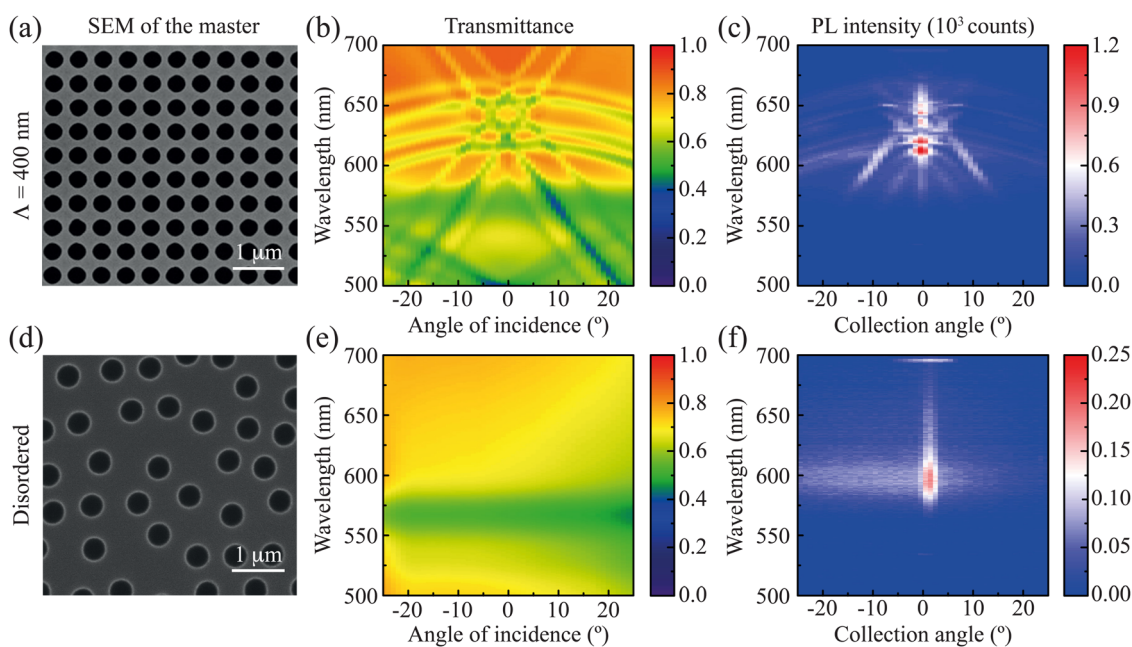 (a) SEM of the master
Λ = 400 nm
1 μm
(b) Transmittance
700
650
600
550
500
Wavelength (nm)
-20 -10 0 10 20
Angle of incidence (º)
1.0
0.8
0.6
0.4
0.2
0.0
(c) PL intensity (10³ counts)
700
650
600
550
500
Wavelength (nm)
-20 0 20
Collection angle (º)
1.2
0.9
0.6
0.3
0.0
(d)
Disordered
1 μm
(e)
700
650
600
550
500
Wavelength (nm)
-20 -10 0 10 20
Angle of incidence (º)
1.0
0.8
0.6
0.4
0.2
0.0
(f)
700
650
600
550
500
Wavelength (nm)
-20 0 20
Collection angle (º)
0.25
0.20
0.15
0.10
0.05
0.00